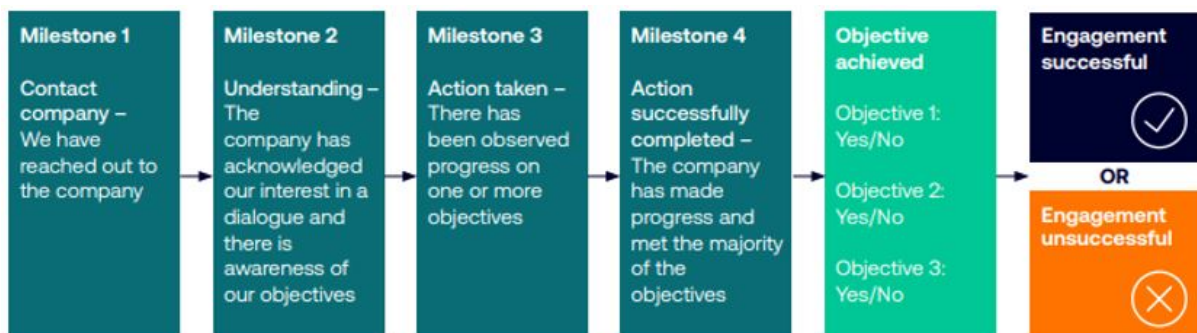 Milestone 1
Contact
company –
We have
reached out to
the company
Milestone 2
Understanding –
The
company has
acknowledged
our interest in a
dialogue and
there is
awareness of
our objectives
Milestone 3
Action taken –
There has
been observed
progress on
one or more
objectives
Milestone 4
Action
successfully
completed –
The company
has made
progress and
met the majority
of the
objectives
Objective
achieved
Objective 1:
Yes/No
Objective 2:
Yes/No
Objective 3:
Yes/No
Engagement
successful
OR
Engagement
unsuccessful